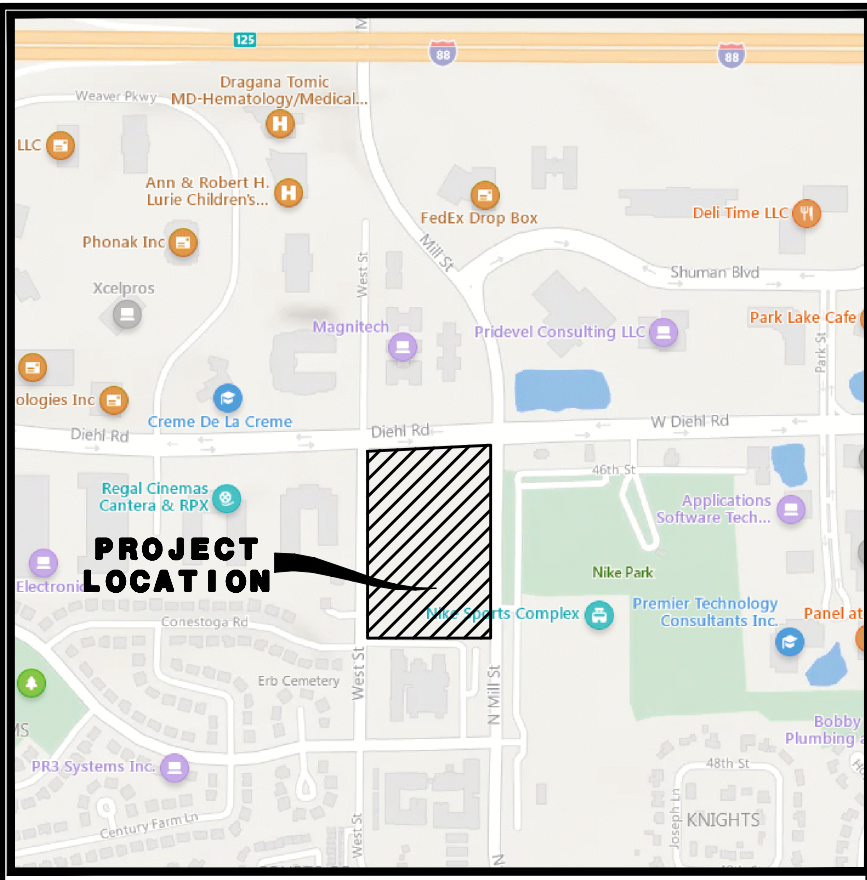 M
125
88
88
Weaver Pkwy
Dragana Tomic
MD-Hematology/Medical...
LLC
Ann & Robert H.
Lurie Children's...
FedEx Drop Box
Deli Time LLC
Phonak Inc
Mill St
West St
Shuman Blvd
Xcelpros
Magnitech
Pridevel Consulting LLC
Park Lake Cafe
Park St
ologies Inc
Creme De La Creme
Diehl Rd
Diehl Rd
W Diehl Rd
46th St
Regal Cinemas
Cantera & RPX
Applications
Software Tech...
PROJECT
LOCATION
Electronic
Nike Park
Nike Sports Complex
Premier Technology
Consultants Inc.
Panel at
Conestoga Rd
West St
Erb Cemetery
N Mill St
MS
Bobby
Plumbing a
PR3 Systems Inc.
48th St
Ho
Century Farm Ln
West St
Joseph Ln
KNIGHTS
N